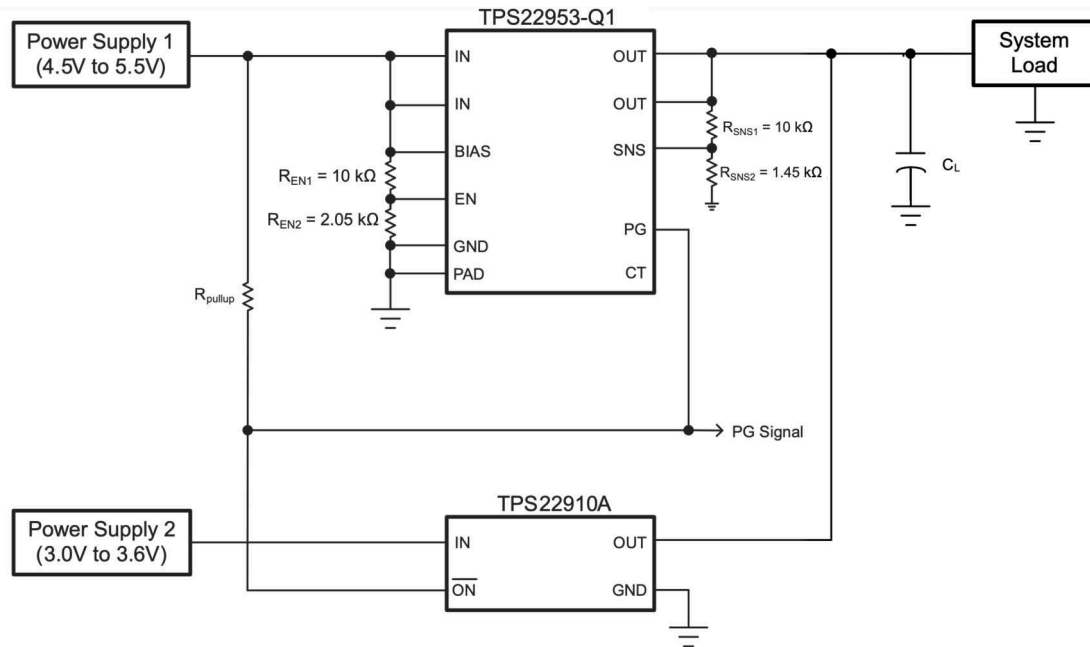 TPS22953-Q1
Power Supply 1
(4.5V to 5.5V)
IN
OUT
System
Load
IN
OUT
R_SNS1 = 10 kΩ
BIAS
SNS
R_EN1 = 10 kΩ
R_SNS2 = 1.45 kΩ
C_L
EN
R_EN2 = 2.05 kΩ
PG
GND
PAD
CT
R_pullup
PG Signal
TPS22910A
Power Supply 2
(3.0V to 3.6V)
IN
OUT
O̅N̅
GND